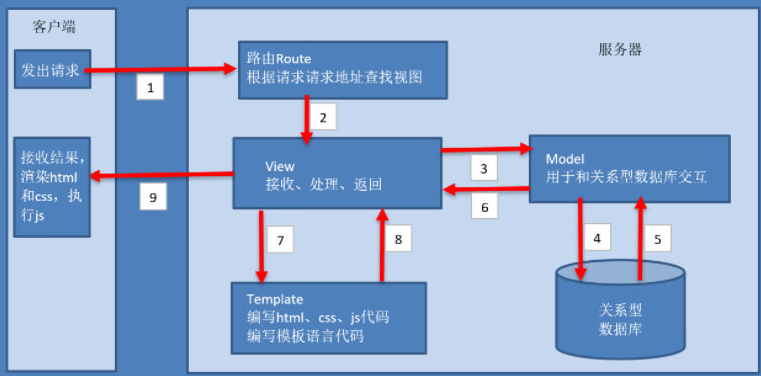 客户端
服务器
发出请求
1
路由Route
根据请求请求地址查找视图
2
接收结果，
渲染html
和css，执
行js
9
View
接收、处理、返回
3
6
Model
用于和关系型数据库交互
7
8
4
5
Template
编写html、css、js代码
编写模板语言代码
关系型
数据库